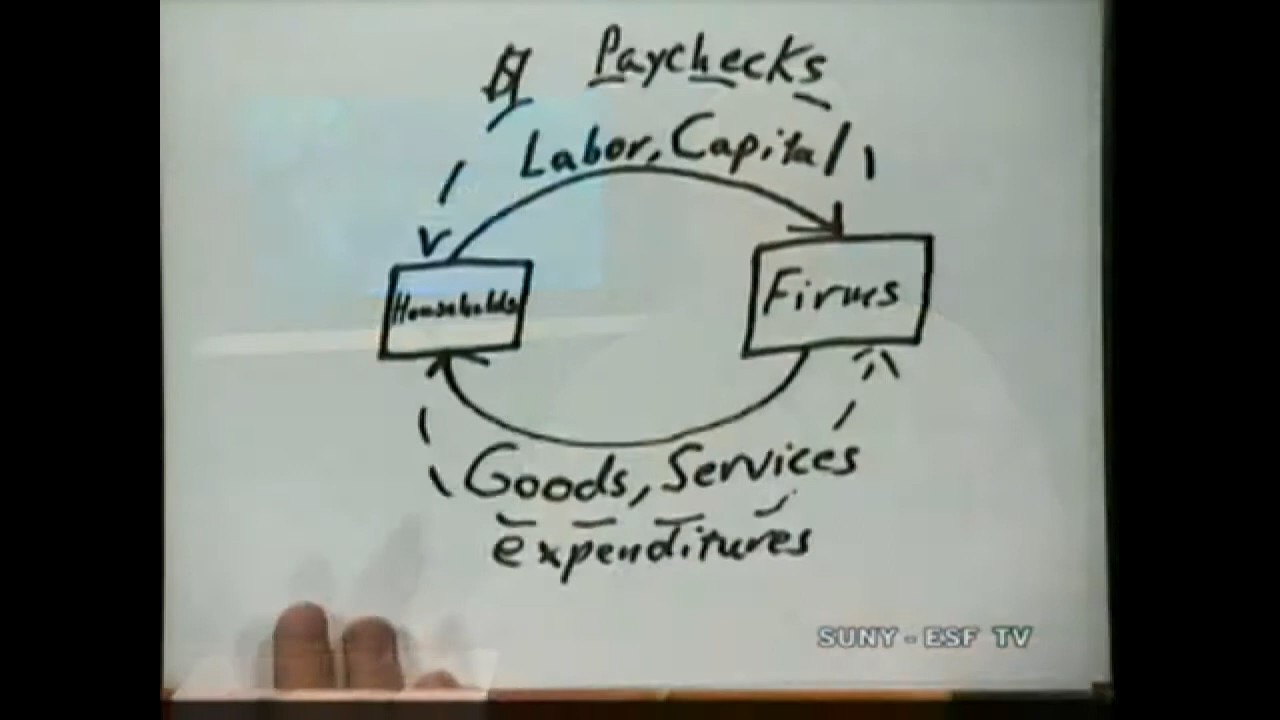 $ Paychecks
Labor, Capital
Households
Firms
Goods, Services
expenditures
SUNY - ESF TV